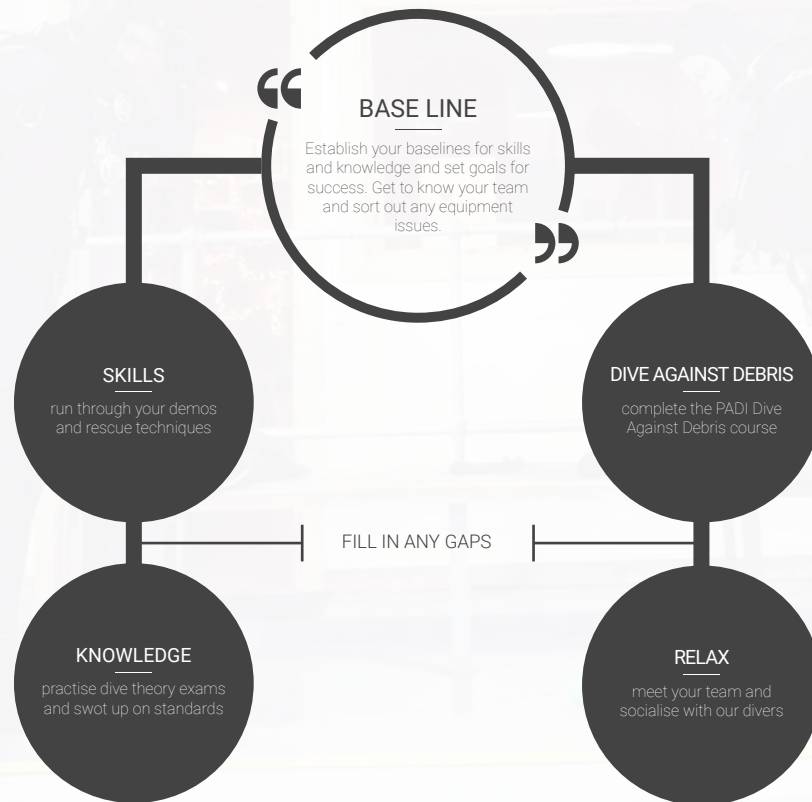 BASE LINE
Establish your baselines for skills
and knowledge and set goals for
success. Get to know your team
and sort out any equipment
issues.
SKILLS
run through your demos
and rescue techniques
DIVE AGAINST DEBRIS
complete the PADI Dive
Against Debris course
FILL IN ANY GAPS
KNOWLEDGE
practise dive theory exams
and swot up on standards
RELAX
meet your team and
socialise with our divers